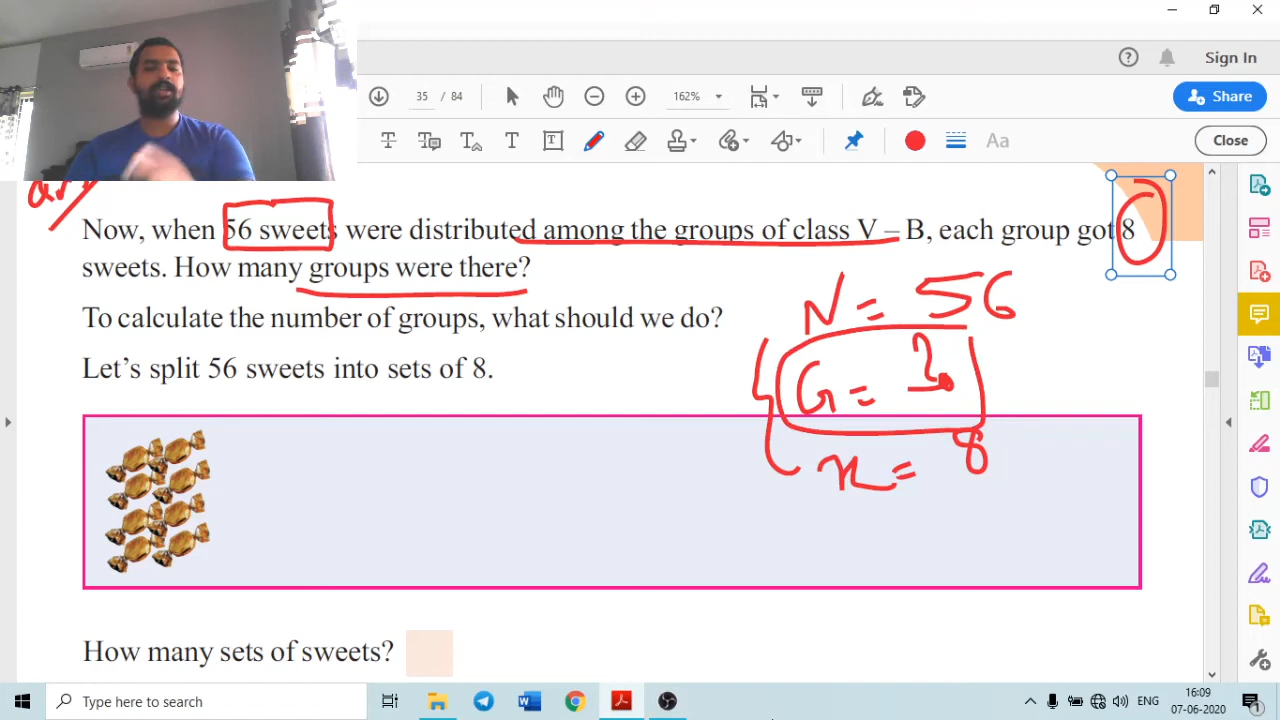 Sign In
35 / 84
162%
Share
Aa
Close
Now, when 56 sweets were distributed among the groups of class V – B, each group got 8
sweets. How many groups were there?
To calculate the number of groups, what should we do?
Let's split 56 sweets into sets of 8.
N = 56
G = ?
x = 8
How many sets of sweets?
Type here to search
ENG
16:09
07-06-2020
1